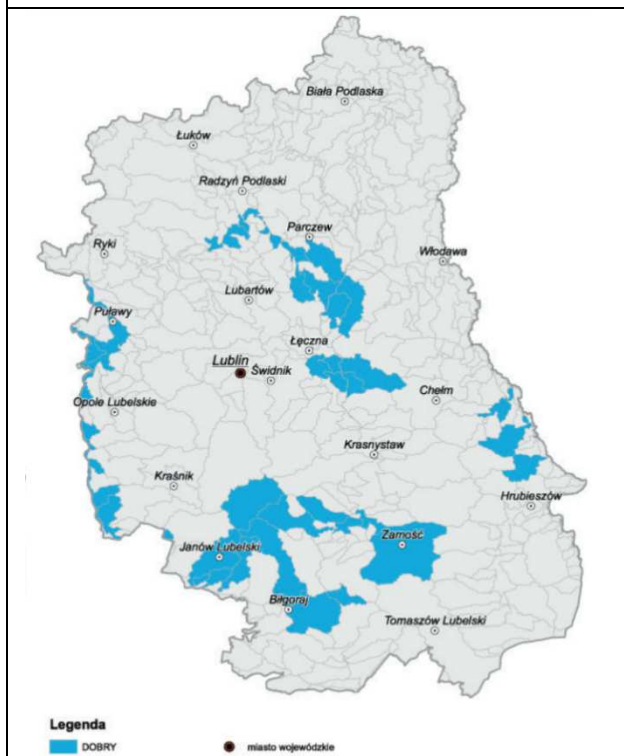 Biała Podlaska
Łuków
Radzyń Podlaski
Parczew
Ryki
Włodawa
Lubartów
Puławy
Łęczna
Lublin
Świdnik
Chełm
Opole Lubelskie
Krasnystaw
Kraśnik
Hrubieszów
Zamość
Janów Lubelski
Biłgoraj
Tomaszów Lubelski
Legenda
DOBRY miasto wojewódzkie